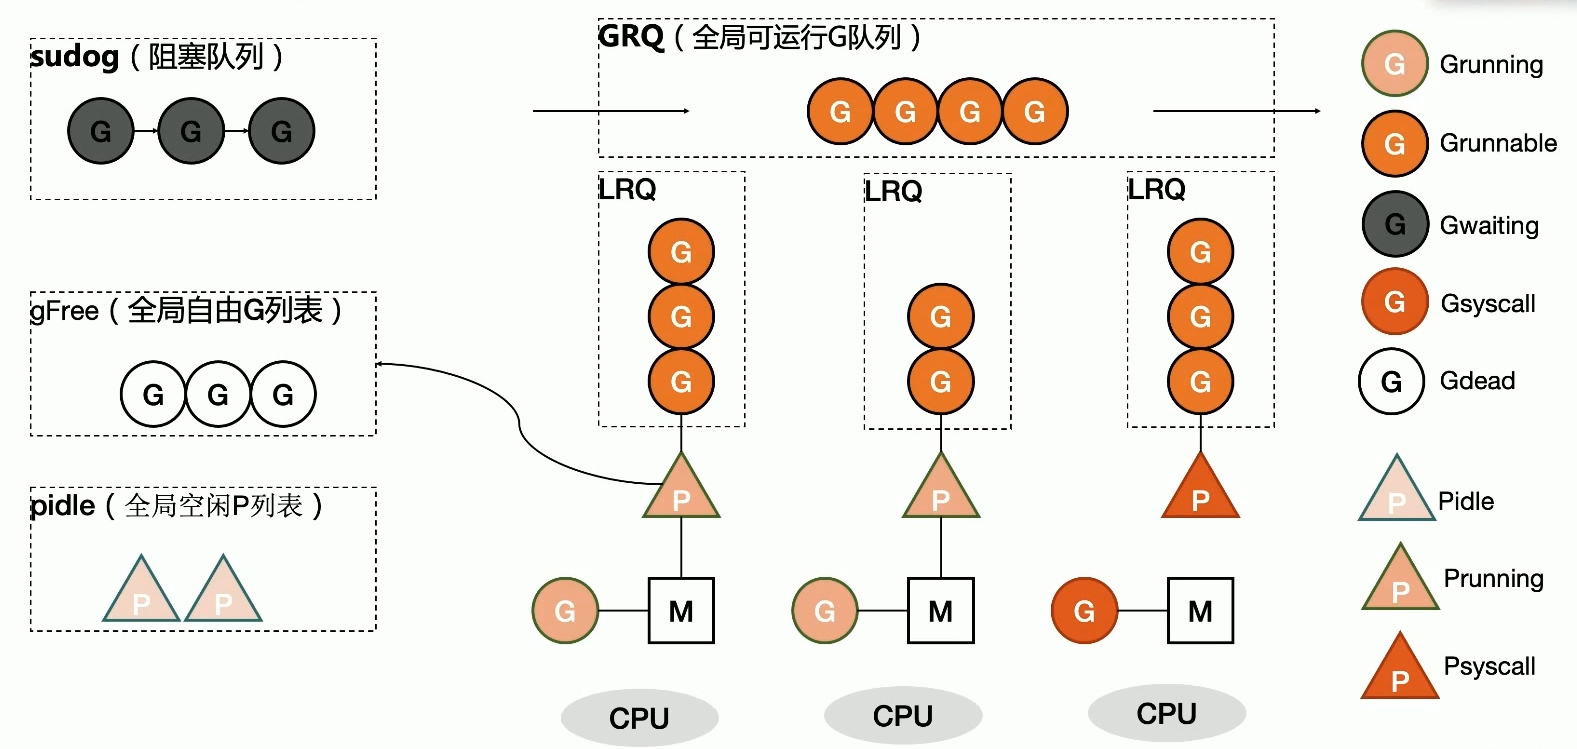 sudog（阻塞队列）
G G G
GRQ（全局可运行G队列）
G G G G
LRQ
G
G
G
LRQ
G
G
LRQ
G
G
G
gFree（全局自由G列表）
G G G
pidle（全局空闲P列表）
P P
P
P
P
G M
G M
G M
CPU
CPU
CPU
G Grunning
G Grunnable
G Gwaiting
G Gsyscall
G Gdead
P Pidle
P Prunning
P Psyscall